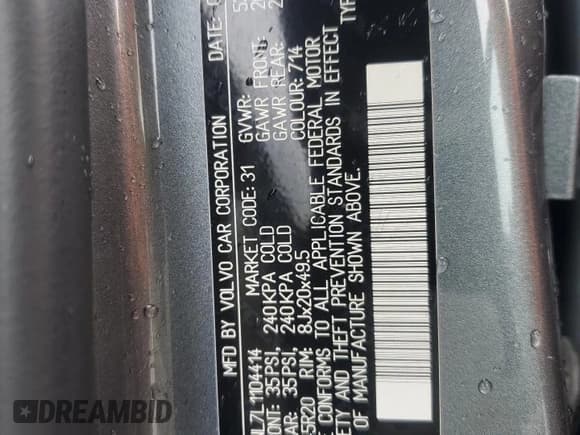 MFD BY VOLVO CAR CORPORATION DATE:
1104414 MARKET CODE: 31 GVWR:
35PSI, 240KPA COLD GAWR FRONT:
35PSI, 240KPA COLD GAWR REAR:
5R20 RIM: 8Jx20x49.5 COLOUR: 714
CONFORMS TO ALL APPLICABLE FEDERAL MOTOR
AND THEFT PREVENTION STANDARDS IN EFFECT
OF MANUFACTURE SHOWN ABOVE.
DREAMBID